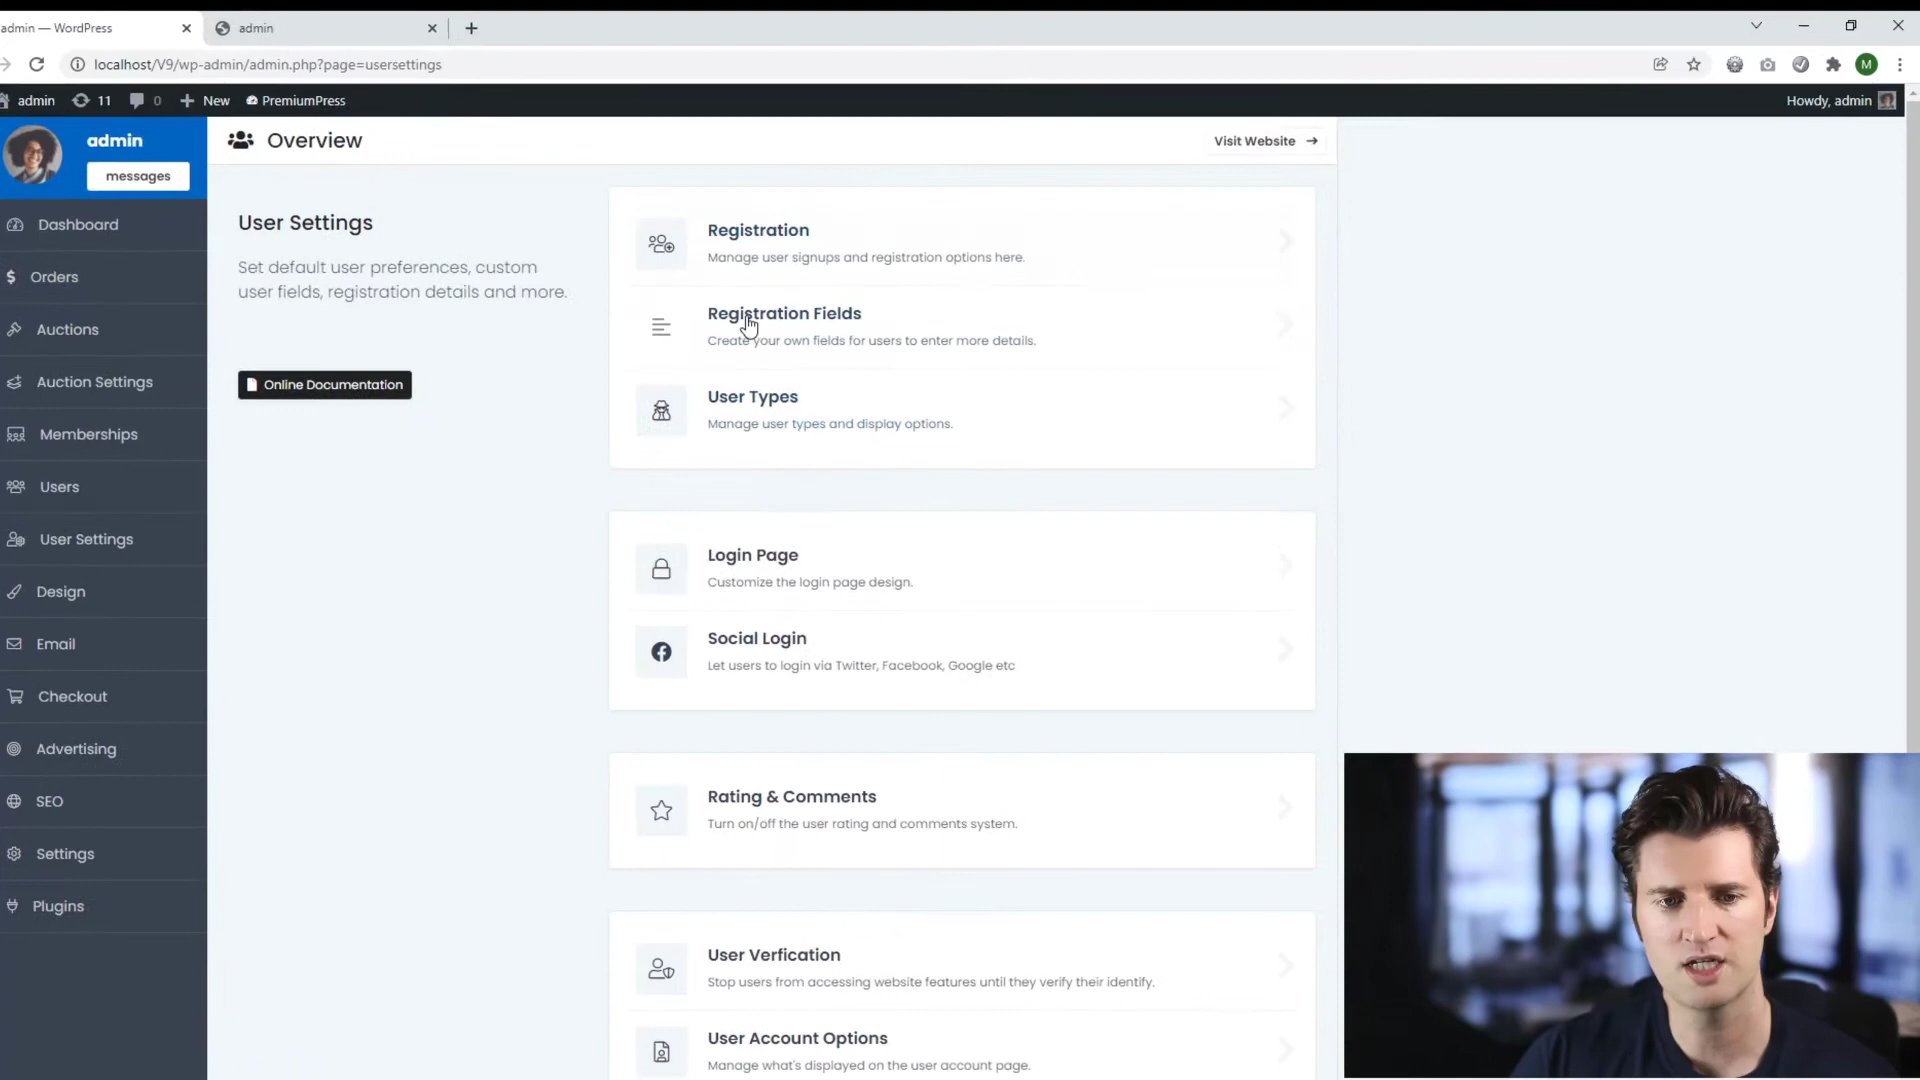 admin — WordPress
admin
localhost/V9/wp-admin/admin.php?page=usersettings
M
admin
11
0
New
PremiumPress
Howdy, admin
admin
messages
Dashboard
Orders
Auctions
Auction Settings
Memberships
Users
User Settings
Design
Email
Checkout
Advertising
SEO
Settings
Plugins
Overview
Visit Website
User Settings
Set default user preferences, custom
user fields, registration details and more.
Online Documentation
Registration
Manage user signups and registration options here.
Registration Fields
Create your own fields for users to enter more details.
User Types
Manage user types and display options.
Login Page
Customize the login page design.
Social Login
Let users to login via Twitter, Facebook, Google etc
Rating & Comments
Turn on/off the user rating and comments system.
User Verfication
Stop users from accessing website features until they verify their identify.
User Account Options
Manage what's displayed on the user account page.